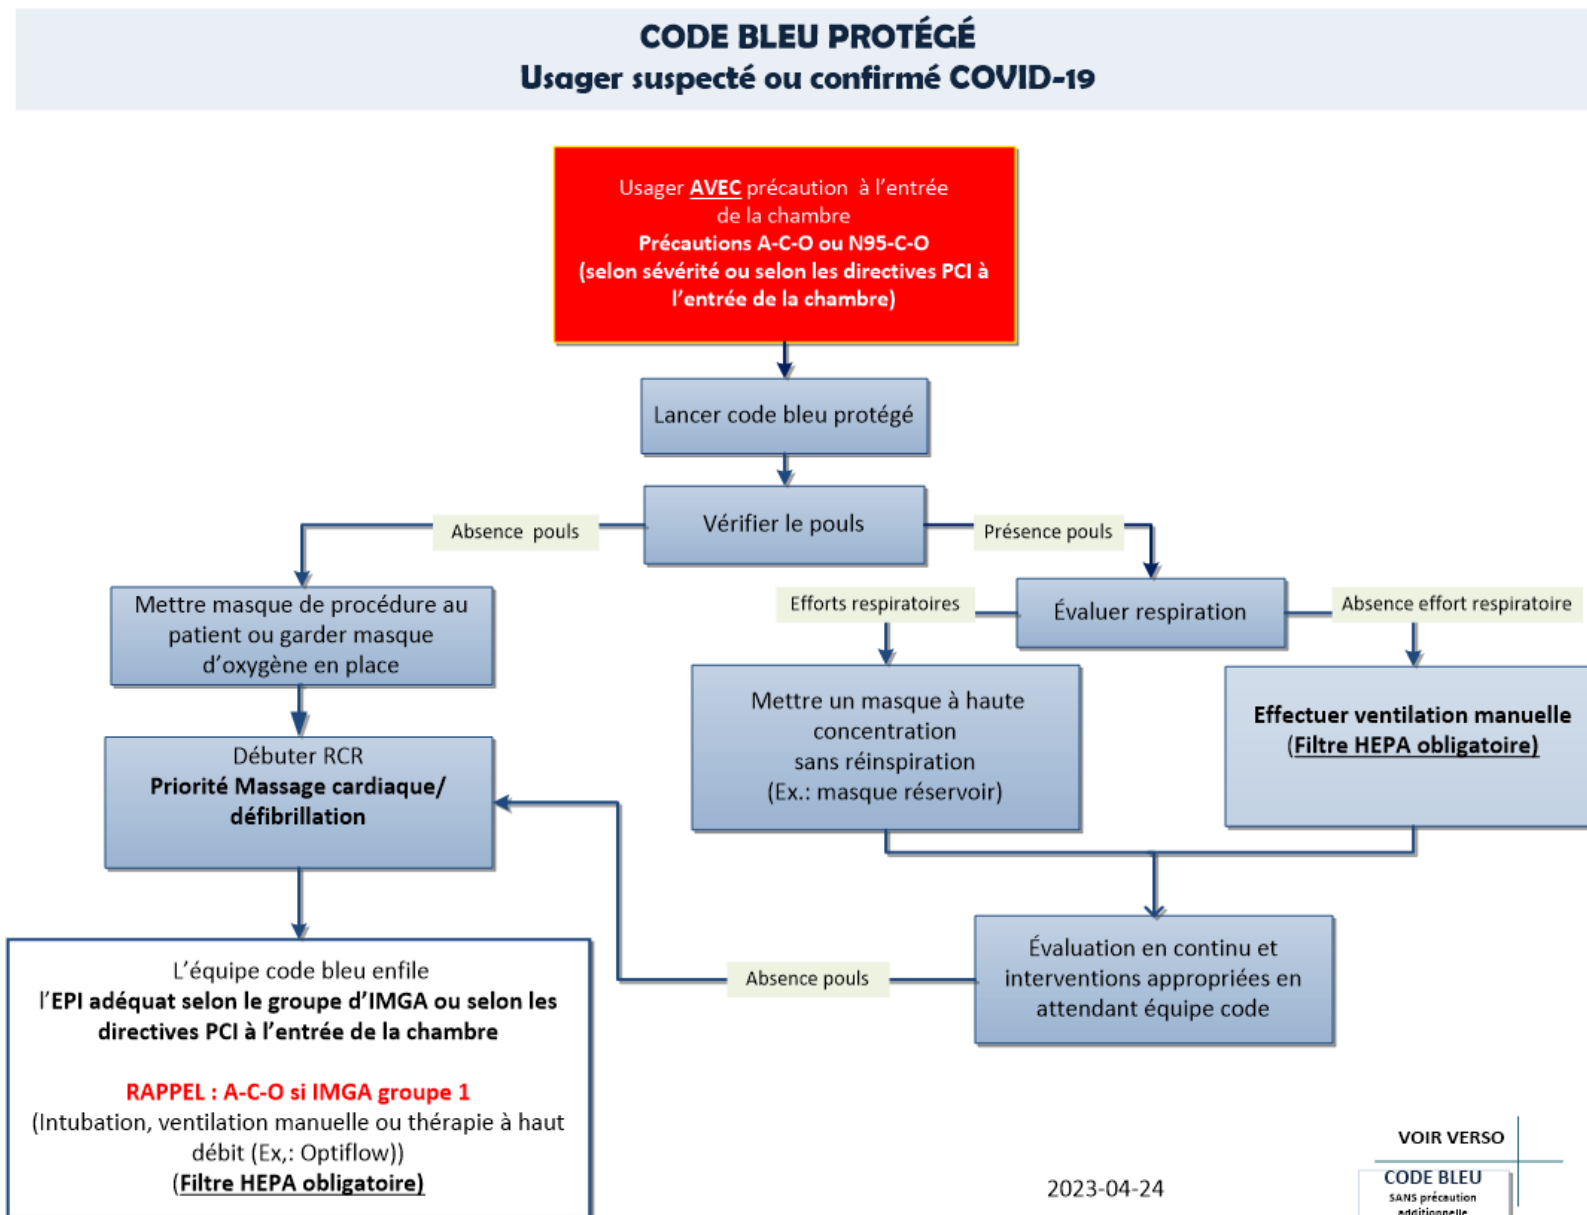 CODE BLEU PROTÉGÉ
Usager suspecté ou confirmé COVID-19
Usager AVEC précaution à l'entrée
de la chambre
Précautions A-C-O ou N95-C-O
(selon sévérité ou selon les directives PCI à
l'entrée de la chambre)
Lancer code bleu protégé
Vérifier le pouls
Absence pouls
Présence pouls
Mettre masque de procédure au
patient ou garder masque
d'oxygène en place
Efforts respiratoires
Évaluer respiration
Absence effort respiratoire
Mettre un masque à haute
concentration
sans réinspiration
(Ex.: masque réservoir)
Effectuer ventilation manuelle
(Filtre HEPA obligatoire)
Débuter RCR
Priorité Massage cardiaque/
défibrillation
Évaluation en continu et
interventions appropriées en
attendant équipe code
Absence pouls
L'équipe code bleu enfile
l'EPI adéquat selon le groupe d'IMGA ou selon les
directives PCI à l'entrée de la chambre
RAPPEL : A-C-O si IMGA groupe 1
(Intubation, ventilation manuelle ou thérapie à haut
débit (Ex,: Optiflow))
(Filtre HEPA obligatoire)
2023-04-24
VOIR VERSO
CODE BLEU
SANS précaution
additionnelle